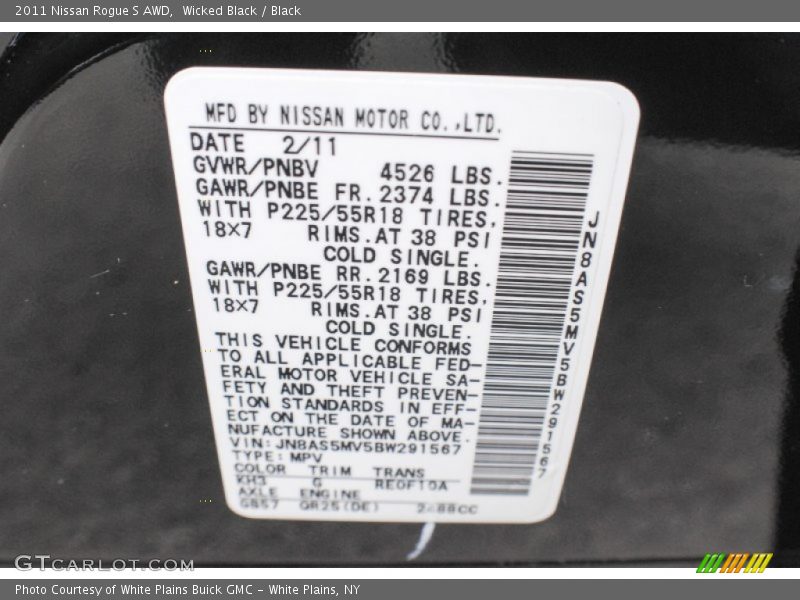 2011 Nissan Rogue S AWD,  Wicked Black / Black
MFD BY NISSAN MOTOR CO.,LTD.
DATE 2/11
GVWR/PNBV 4526 LBS.
GAWR/PNBE FR. 2374 LBS.
WITH P225/55R18 TIRES,
18×7 RIMS.AT 38 PSI
COLD SINGLE.
GAWR/PNBE RR. 2169 LBS.
WITH P225/55R18 TIRES,
18×7 RIMS.AT 38 PSI
COLD SINGLE.
THIS VEHICLE CONFORMS
TO ALL APPLICABLE FED-
ERAL MOTOR VEHICLE SA-
FETY AND THEFT PREVEN-
TION STANDARDS IN EFF-
ECT ON THE DATE OF MA-
NUFACTURE SHOWN ABOVE.
VIN: JN8AS5MV5BW291567
TYPE: MPV
COLOR TRIM TRANS
KH3 G RE0F10A
AXLE ENGINE
GB57 QR25(DE) 2488CC
JN8AS5MV5BW291567
GTCARLOT.COM
Photo Courtesy of White Plains Buick GMC - White Plains, NY